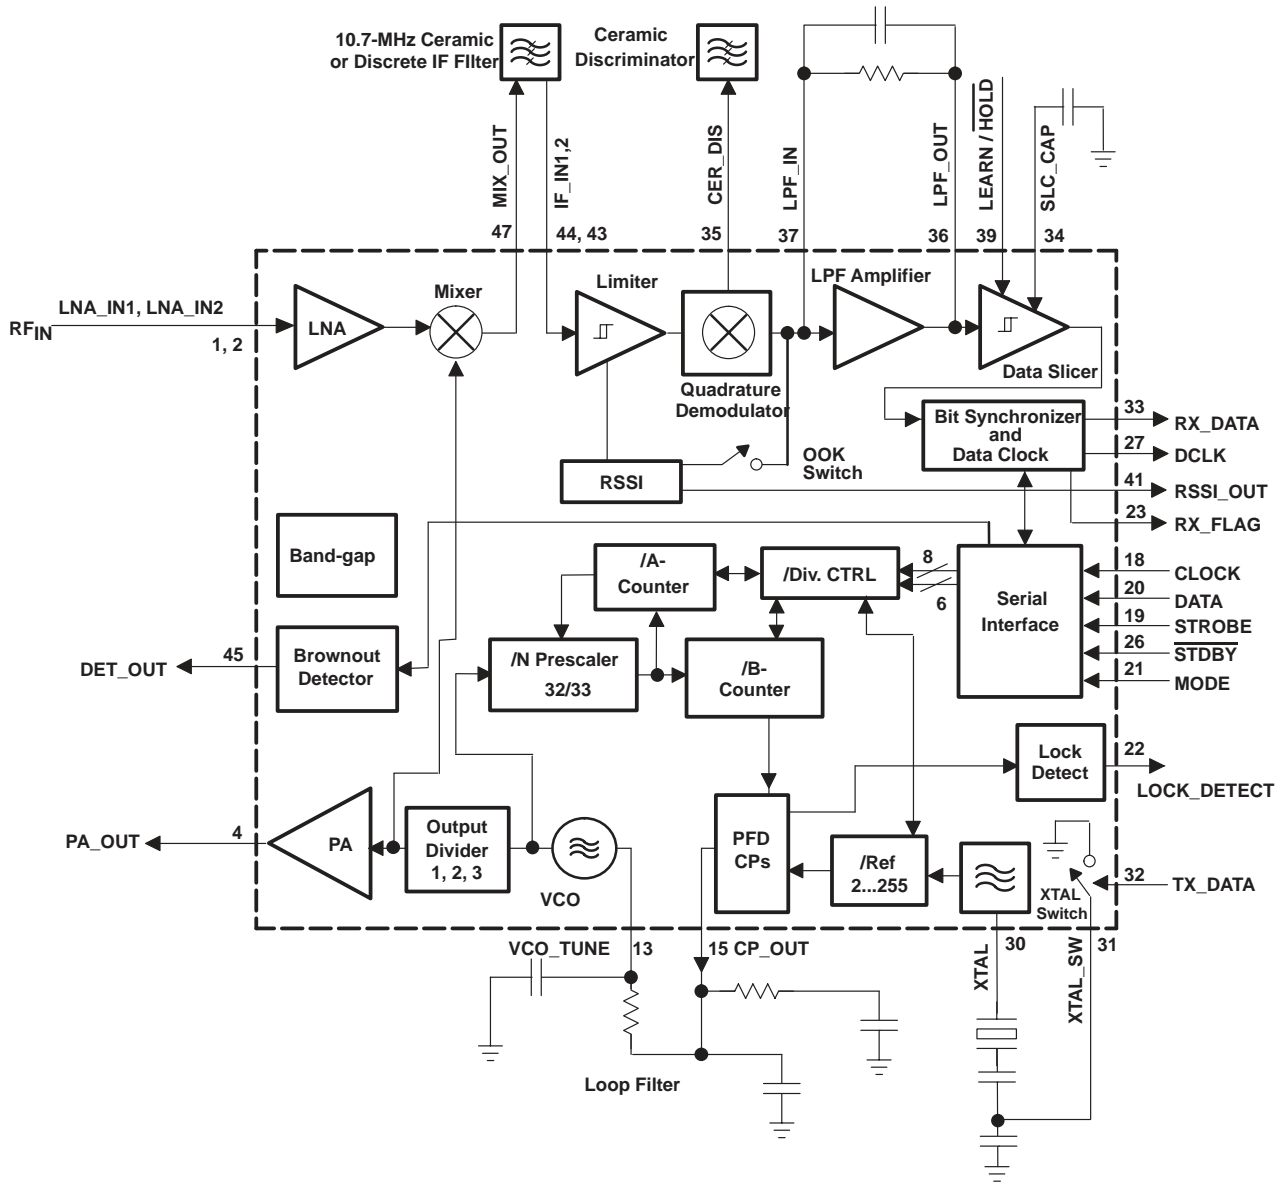 10.7-MHz Ceramic
or Discrete IF FIlter
Ceramic
Discriminator
MIX_OUT
IF_IN1,2
CER_DIS
LPF_IN
LPF_OUT
LEARN / HOLD
SLC_CAP
47
44, 43
35
37
36
39
34
LNA_IN1, LNA_IN2
RFIN
1, 2
LNA
Mixer
Limiter
LPF Amplifier
Quadrature
Demodulator
Data Slicer
Bit Synchronizer
and
Data Clock
33
RX_DATA
27
DCLK
41
RSSI_OUT
23
RX_FLAG
OOK
Switch
RSSI
Band-gap
/A-
Counter
/Div. CTRL
8
6
Serial
Interface
18
CLOCK
20
DATA
19
STROBE
26
STDBY
21
MODE
45
DET_OUT
Brownout
Detector
/N Prescaler
32/33
/B-
Counter
Lock
Detect
22
LOCK_DETECT
4
PA_OUT
PA
Output
Divider
1, 2, 3
VCO
PFD
CPs
/Ref
2...255
XTAL
Switch
32
TX_DATA
VCO_TUNE
13
15 CP_OUT
30
31
XTAL
XTAL_SW
Loop Filter